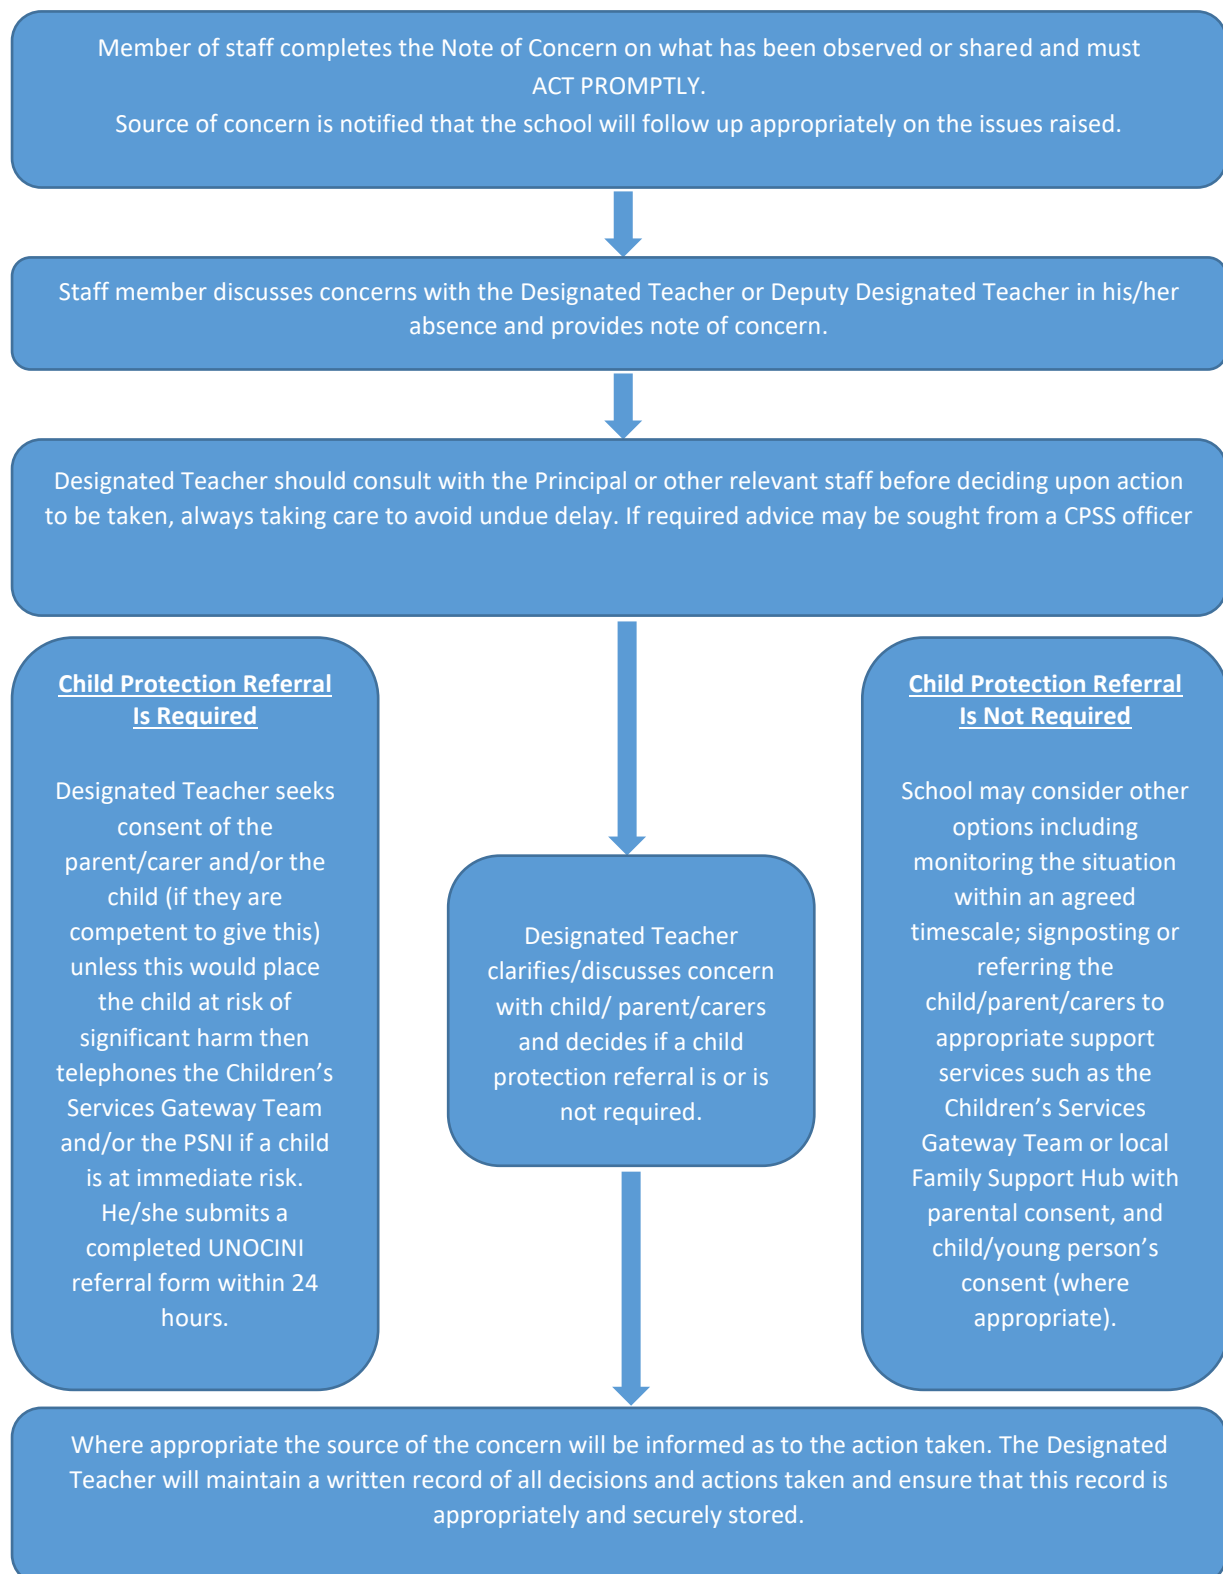 Member of staff completes the Note of Concern on what has been observed or shared and must
ACT PROMPTLY.
Source of concern is notified that the school will follow up appropriately on the issues raised.
Staff member discusses concerns with the Designated Teacher or Deputy Designated Teacher in his/her
absence and provides note of concern.
Designated Teacher should consult with the Principal or other relevant staff before deciding upon action
to be taken, always taking care to avoid undue delay. If required advice may be sought from a CPSS officer
Child Protection Referral
Is Required
Designated Teacher seeks
consent of the
parent/carer and/or the
child (if they are
competent to give this)
unless this would place
the child at risk of
significant harm then
telephones the Children’s
Services Gateway Team
and/or the PSNI if a child
is at immediate risk.
He/she submits a
completed UNOCINI
referral form within 24
hours.
Designated Teacher
clarifies/discusses concern
with child/ parent/carers
and decides if a child
protection referral is or is
not required.
Child Protection Referral
Is Not Required
School may consider other
options including
monitoring the situation
within an agreed
timescale; signposting or
referring the
child/parent/carers to
appropriate support
services such as the
Children’s Services
Gateway Team or local
Family Support Hub with
parental consent, and
child/young person’s
consent (where
appropriate).
Where appropriate the source of the concern will be informed as to the action taken. The Designated
Teacher will maintain a written record of all decisions and actions taken and ensure that this record is
appropriately and securely stored.